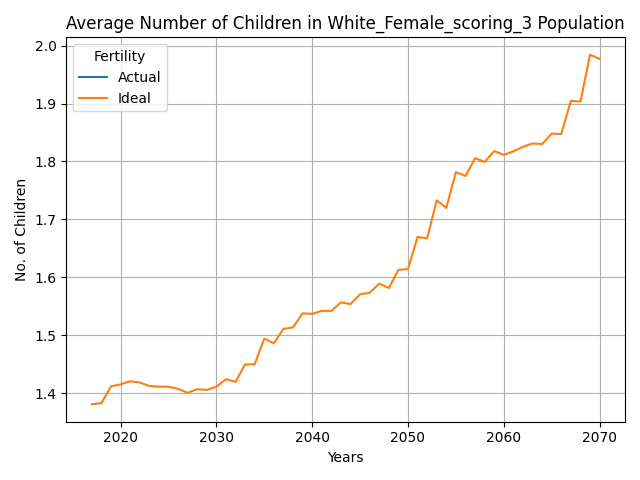 Average Number of Children in White_Female_scoring_3 Population
Fertility
Actual
Ideal
No. of Children
2.0
1.9
1.8
1.7
1.6
1.5
1.4
2020 2030 2040 2050 2060 2070
Years